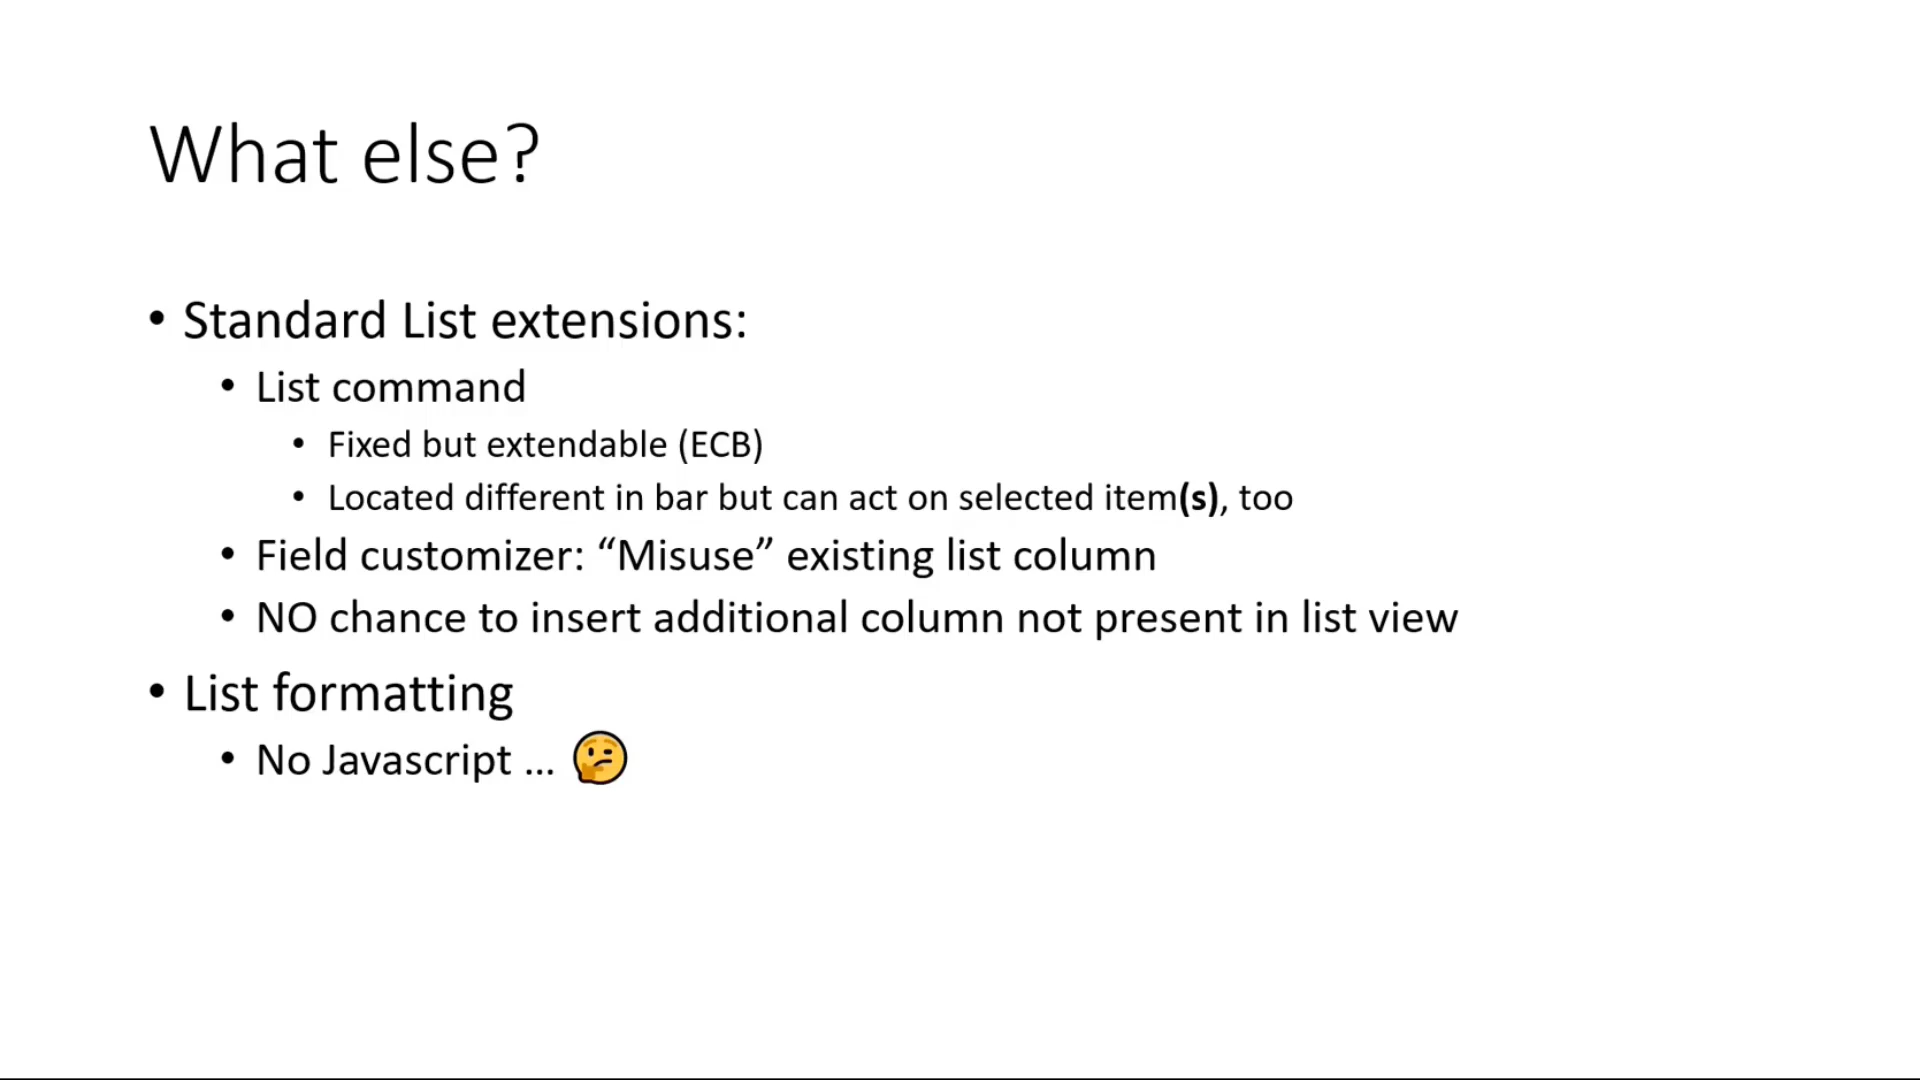 What else?
• Standard List extensions:
• List command
• Fixed but extendable (ECB)
• Located different in bar but can act on selected item(s), too
• Field customizer: “Misuse” existing list column
• NO chance to insert additional column not present in list view
• List formatting
• No Javascript ... 🤔